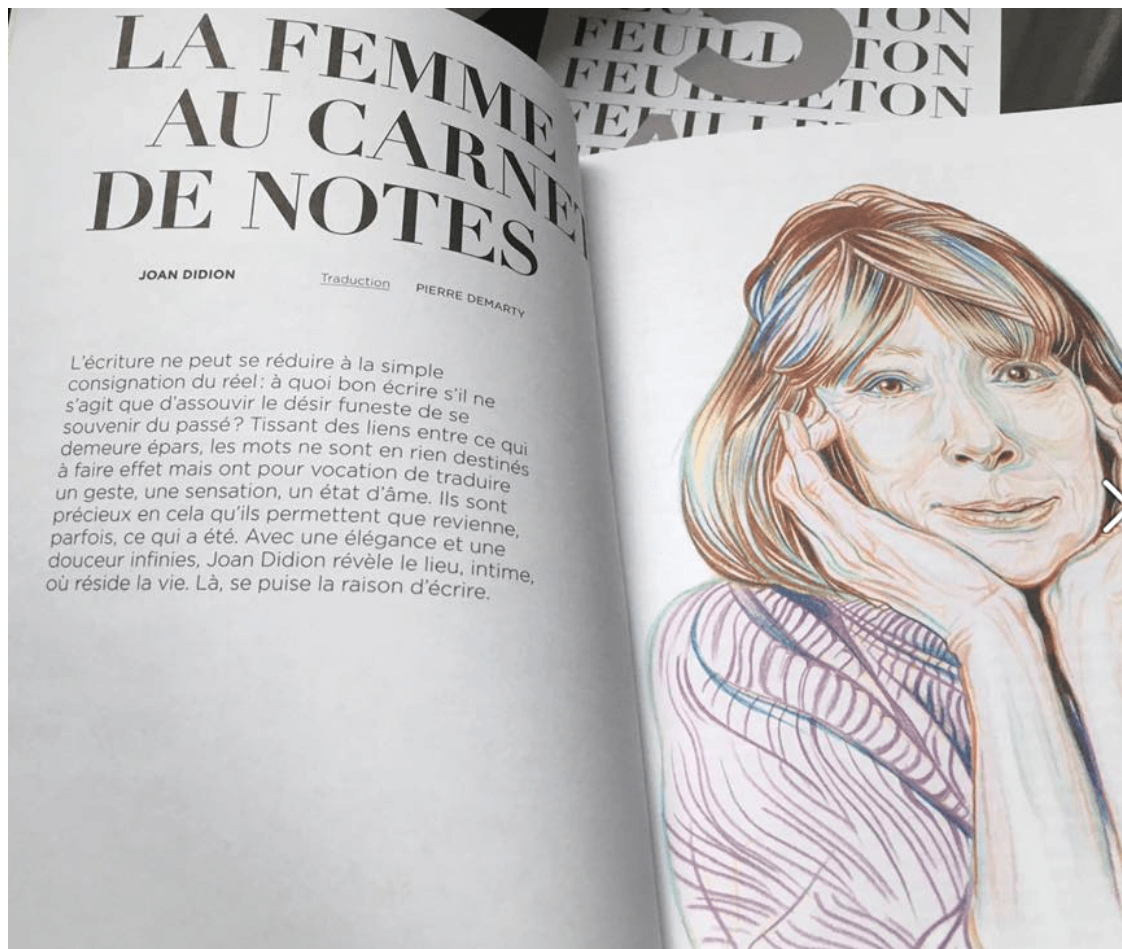 LA FEMME
AU CARNET
DE NOTES
JOAN DIDION
Traduction
PIERRE DEMARTY
L'écriture ne peut se réduire à la simple
consignation du réel : à quoi bon écrire s'il ne
s'agit que d'assouvir le désir funeste de se
souvenir du passé ? Tissant des liens entre ce qui
demeure épars, les mots ne sont en rien destinés
à faire effet mais ont pour vocation de traduire
un geste, une sensation, un état d'âme. Ils sont
précieux en cela qu'ils permettent que revienne,
parfois, ce qui a été. Avec une élégance et une
douceur infinies, Joan Didion révèle le lieu, intime,
où réside la vie. Là, se puise la raison d'écrire.
FEUILLETON
FEUILLETON